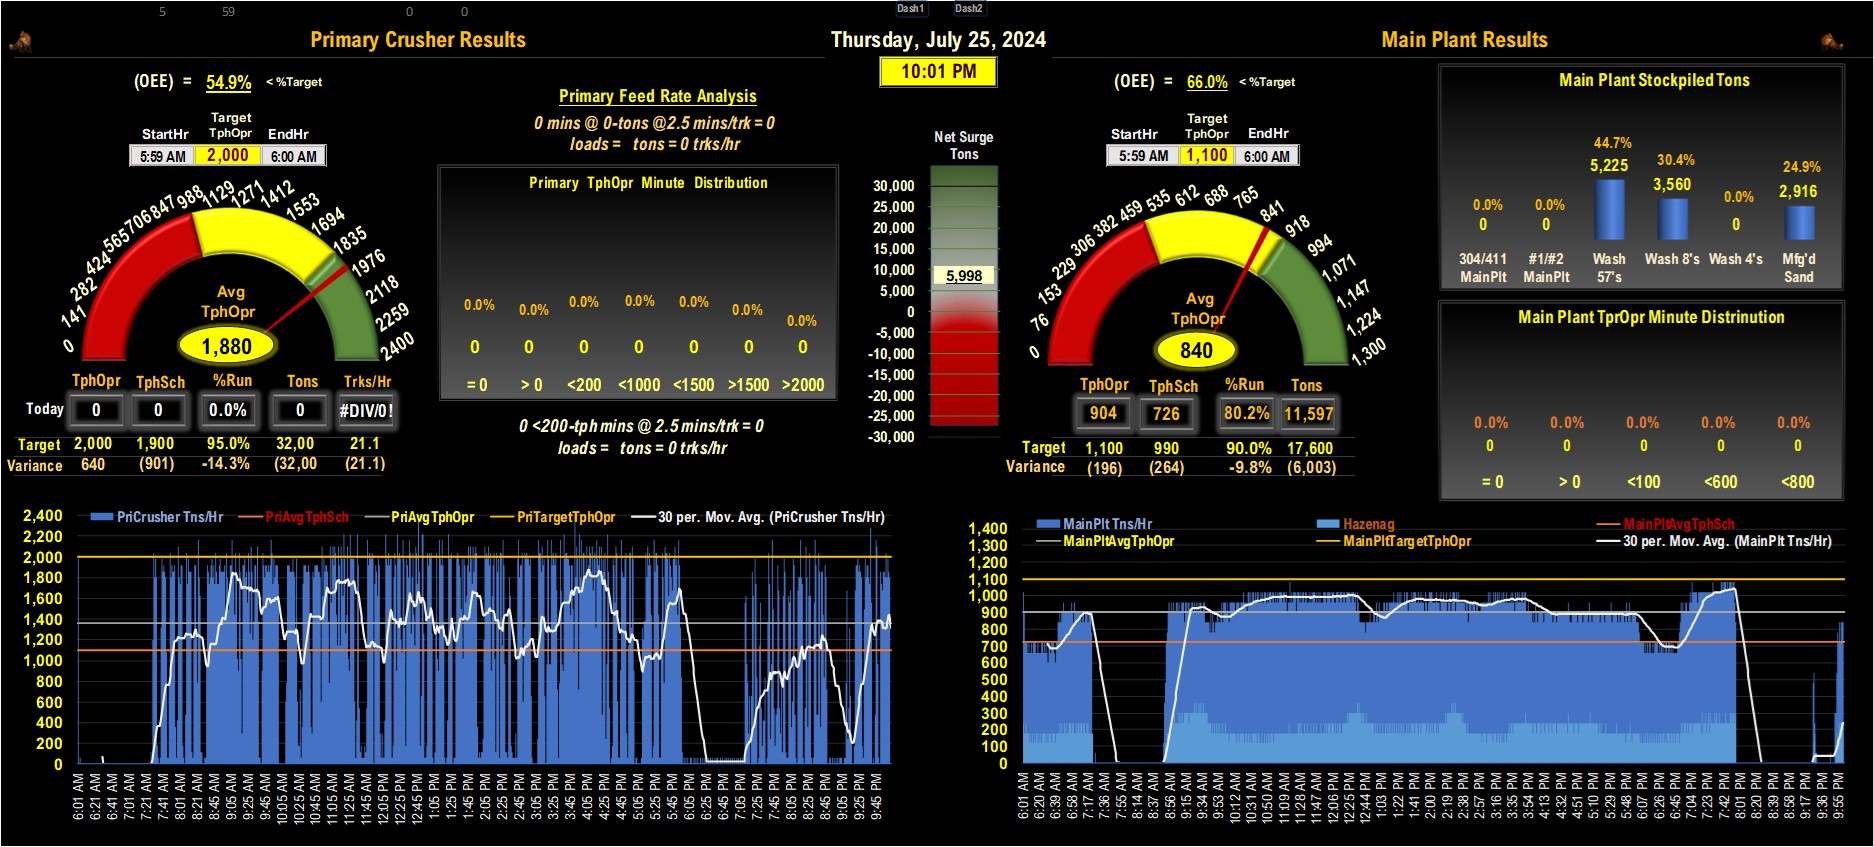 5 59 0 0 Dash1 Dash2
Primary Crusher Results
Thursday, July 25, 2024
Main Plant Results
10:01 PM
(OEE) = 54.9% < %Target
Target
StartHr TphOpr EndHr
5:59 AM 2,000 6:00 AM
0 141 282 424 565 706 847 988 1129 1271 1412 1553 1694 1835 1976 2118 2259 2400
Avg
TphOpr
1,880
TphOpr TphSch %Run Tons Trks/Hr
Today 0 0 0.0% 0 #DIV/0!
Target 2,000 1,900 95.0% 32,00 21.1
Variance 640 (901) -14.3% (32,00 (21.1)
Primary Feed Rate Analysis
0 mins @ 0-tons @2.5 mins/trk = 0
loads = tons = 0 trks/hr
Primary TphOpr Minute Distribution
0.0% 0.0% 0.0% 0.0% 0.0% 0.0% 0.0%
0 0 0 0 0 0 0
= 0 > 0 <200 <1000 <1500 >1500 >2000
0 <200-tph mins @ 2.5 mins/trk = 0
loads = tons = 0 trks/hr
Net Surge
Tons
30,000
25,000
20,000
15,000
10,000
5,998
5,000
0
-5,000
-10,000
-15,000
-20,000
-25,000
-30,000
(OEE) = 66.0% < %Target
Target
StartHr TphOpr EndHr
5:59 AM 1,100 6:00 AM
0 76 153 229 306 382 459 535 612 688 765 841 918 994 1,071 1,147 1,224 1,300
Avg
TphOpr
840
TphOpr TphSch %Run Tons
904 726 80.2% 11,597
Target 1,100 990 90.0% 17,600
Variance (196) (264) -9.8% (6,003)
Main Plant Stockpiled Tons
0.0% 0.0% 44.7% 30.4% 0.0% 24.9%
0 0 5,225 3,560 0 2,916
304/411 #1/#2 Wash Wash 8's Wash 4's Mfg'd
MainPlt MainPlt 57's Sand
Main Plant TprOpr Minute Distrinution
0.0% 0.0% 0.0% 0.0% 0.0%
0 0 0 0 0
= 0 > 0 <100 <600 <800
PriCrusher Tns/Hr PriAvgTphSch PriAvgTphOpr PriTargetTphOpr 30 per. Mov. Avg. (PriCrusher Tns/Hr)
2,400
2,200
2,000
1,800
1,600
1,400
1,200
1,000
800
600
400
200
0
6:01 AM 6:21 AM 6:41 AM 7:01 AM 7:21 AM 7:41 AM 8:01 AM 8:21 AM 8:45 AM 9:05 AM 9:25 AM 9:45 AM 10:05 AM 10:25 AM 10:45 AM 11:05 AM 11:25 AM 11:45 AM 12:05 PM 12:25 PM 12:45 PM 1:05 PM 1:25 PM 1:45 PM 2:05 PM 2:25 PM 2:45 PM 3:05 PM 3:25 PM 3:45 PM 4:05 PM 4:25 PM 4:45 PM 5:05 PM 5:25 PM 5:45 PM 6:05 PM 6:25 PM 6:45 PM 7:05 PM 7:25 PM 7:45 PM 8:05 PM 8:25 PM 8:45 PM 9:05 PM 9:25 PM 9:45 PM
MainPlt Tns/Hr Hazenag MainPltAvgTphSch
MainPltAvgTphOpr MainPltTargetTphOpr 30 per. Mov. Avg. (MainPlt Tns/Hr)
1,400
1,300
1,200
1,100
1,000
900
800
700
600
500
400
300
200
100
0
6:01 AM 6:20 AM 6:39 AM 6:58 AM 7:17 AM 7:36 AM 7:55 AM 8:18 AM 8:37 AM 8:56 AM 9:15 AM 9:34 AM 9:53 AM 10:12 AM 10:31 AM 10:50 AM 11:09 AM 11:28 AM 11:47 AM 12:06 PM 12:25 PM 12:44 PM 1:03 PM 1:22 PM 1:41 PM 2:00 PM 2:19 PM 2:38 PM 2:57 PM 3:16 PM 3:35 PM 3:54 PM 4:13 PM 4:32 PM 4:51 PM 5:10 PM 5:29 PM 5:48 PM 6:07 PM 6:26 PM 6:45 PM 7:04 PM 7:23 PM 7:42 PM 8:01 PM 8:20 PM 8:39 PM 8:58 PM 9:17 PM 9:36 PM 9:55 PM